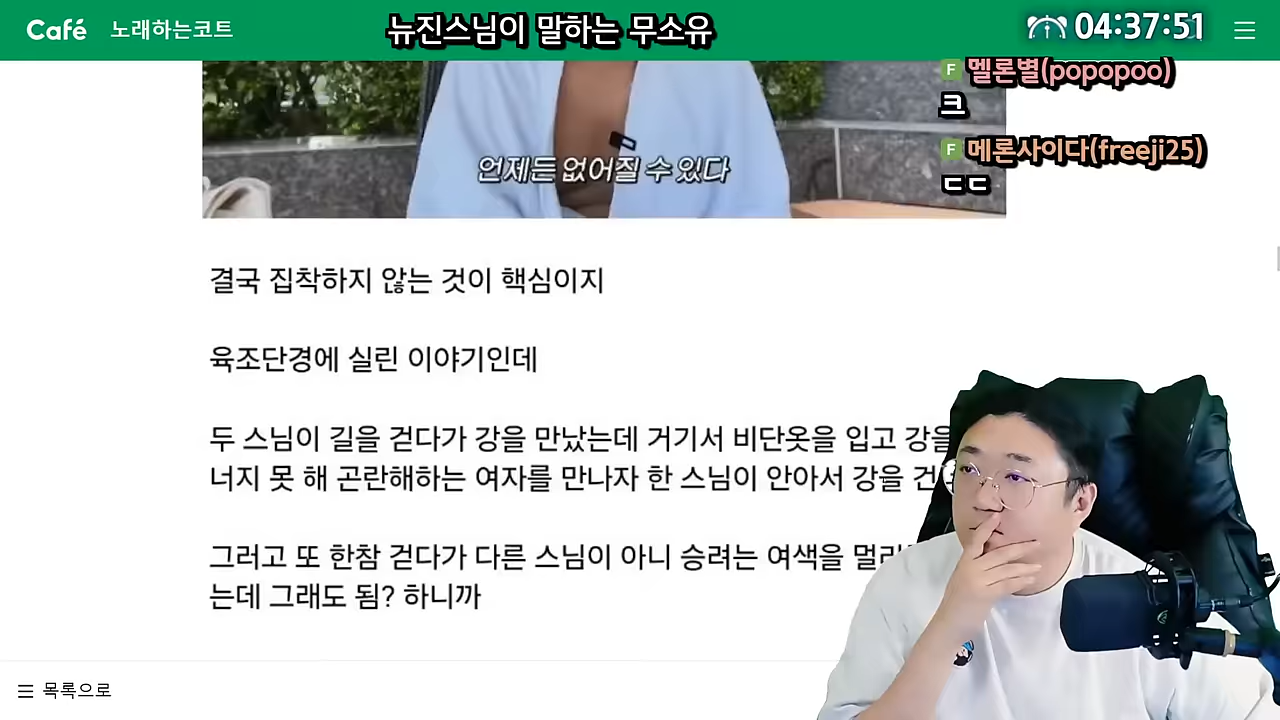 Café 노래하는코트
뉴진스님이 말하는 무소유
04:37:51
F 멜론별(popopoo)
크
F 메론사이다(freeji25)
ㄷㄷ
언제든 없어질 수 있다
결국 집착하지 않는 것이 핵심이지
육조단경에 실린 이야기인데
두 스님이 길을 걷다가 강을 만났는데 거기서 비단옷을 입고 강을
너지 못 해 곤란해하는 여자를 만나자 한 스님이 안아서 강을 건
그러고 또 한참 걷다가 다른 스님이 아니 승려는 여색을
는데 그래도 됨? 하니까
목록으로